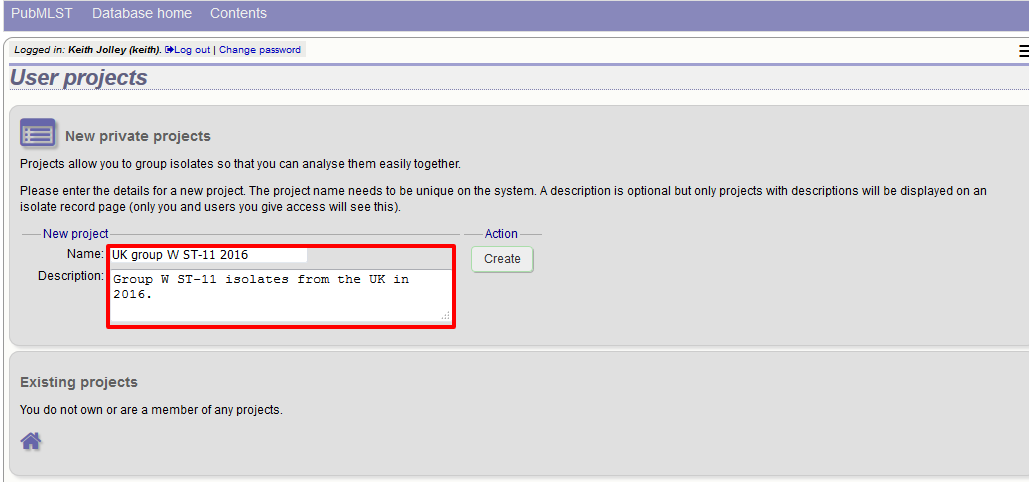 PubMLST Database home Contents
Logged in: Keith Jolley (keith). Log out | Change password
User projects
New private projects
Projects allow you to group isolates so that you can analyse them easily together.
Please enter the details for a new project. The project name needs to be unique on the system. A description is optional but only projects with descriptions will be displayed on an
isolate record page (only you and users you give access will see this).
New project Action
Name: UK group W ST-11 2016 Create
Description: Group W ST-11 isolates from the UK in
2016.
Existing projects
You do not own or are a member of any projects.